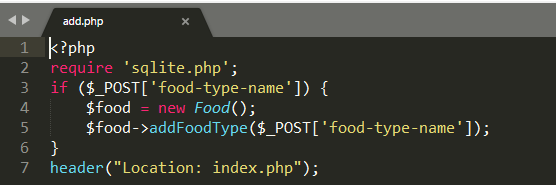 add.php
1 <?php
2 require 'sqlite.php';
3 if ($_POST['food-type-name']) {
4     $food = new Food();
5     $food->addFoodType($_POST['food-type-name']);
6 }
7 header("Location: index.php");